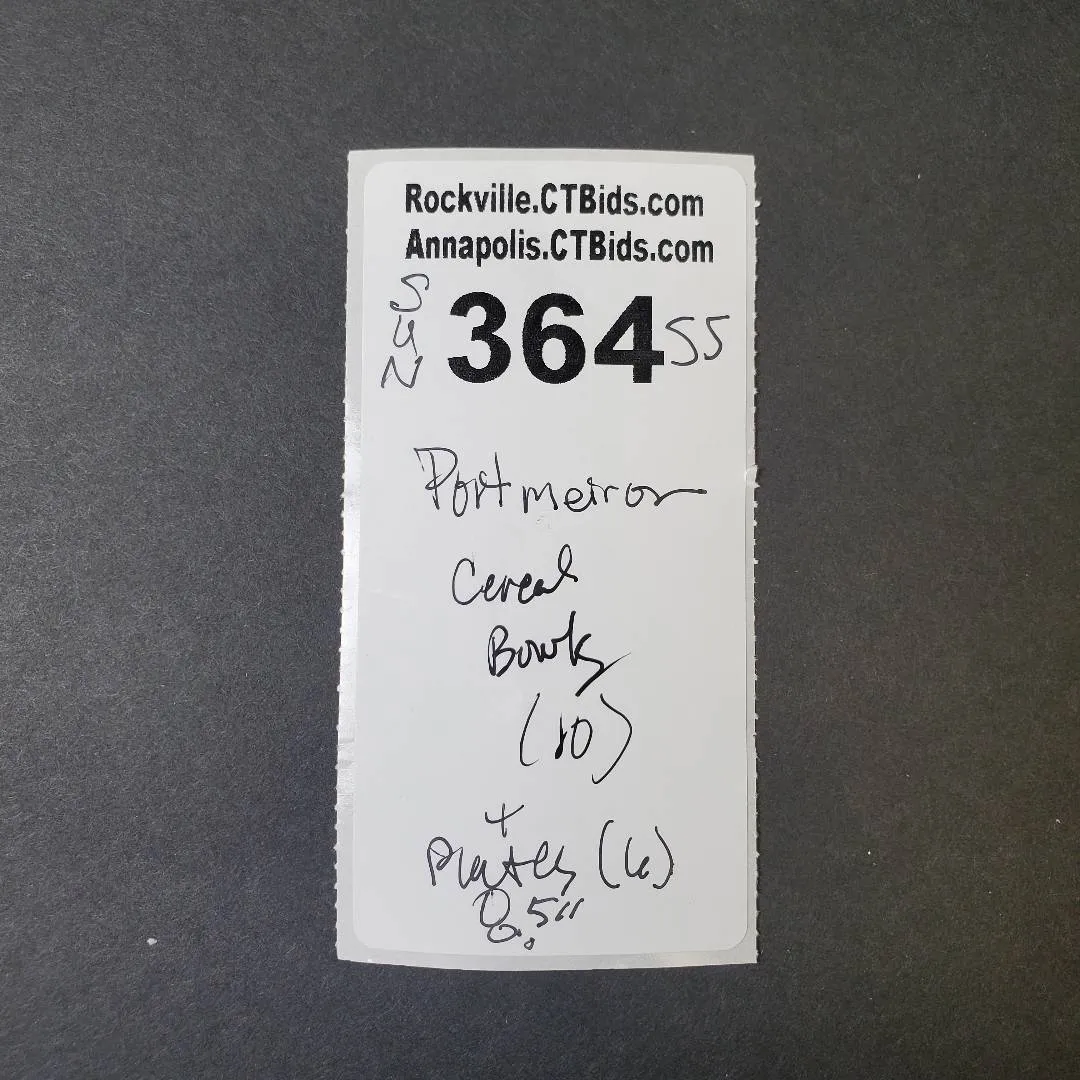 Rockville.CTBids.com
Annapolis.CTBids.com
SUN 364 SS
Portmeiron
Cereal
Bowls
(10)
+
Plates (6)
8.5"